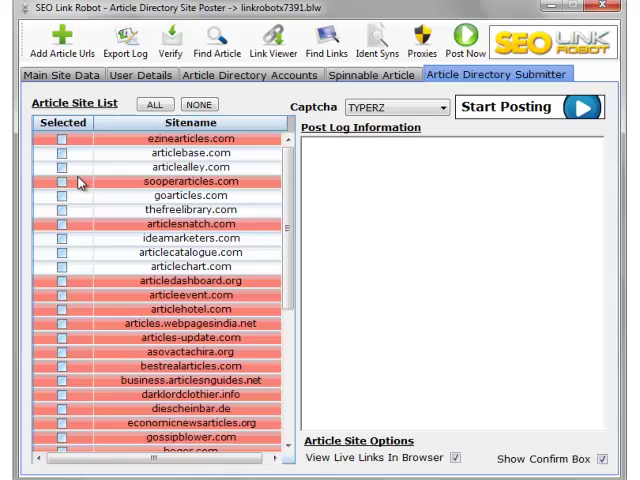 SEO Link Robot - Article Directory Site Poster -> linkrobotx7391.blw
Add Article Urls Export Log Verify Find Article Link Viewer Find Links Ident Syns Proxies Post Now SEO LINK ROBOT
Main Site Data User Details Article Directory Accounts Spinnable Article Article Directory Submitter
Article Site List ALL NONE Captcha TYPERZ Start Posting
Post Log Information
Selected Sitename
ezinearticles.com
articlebase.com
articlealley.com
sooperarticles.com
goarticles.com
thefreelibrary.com
articlesnatch.com
ideamarketers.com
articlecatalogue.com
articlechart.com
articledashboard.org
articleevent.com
articlehotel.com
articles.webpagesindia.net
articles-update.com
asovactachira.org
bestrealarticles.com
business.articlesnguides.net
darklordclothier.info
diescheinbar.de
economicnewsarticles.org
gossipblower.com
Article Site Options
View Live Links In Browser Show Confirm Box